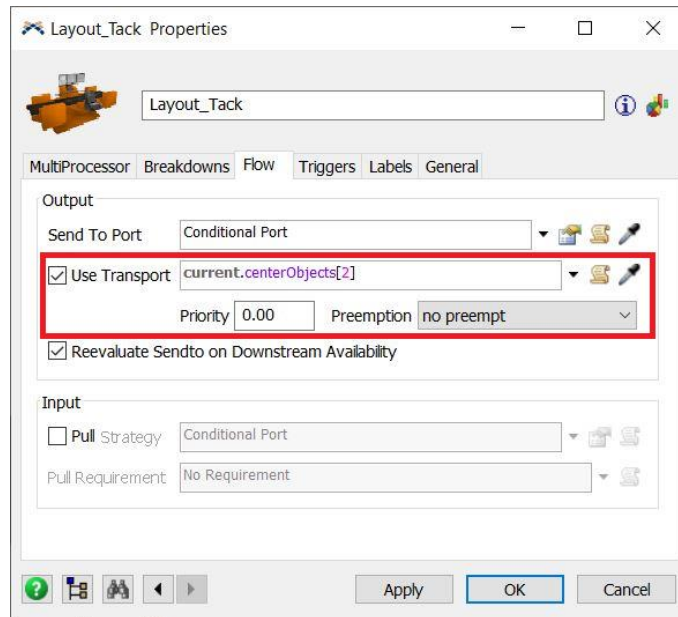 Layout_Tack Properties
Layout_Tack
MultiProcessor Breakdowns Flow Triggers Labels General
Output
Send To Port Conditional Port
Use Transport current.centerObjects[2]
Priority 0.00 Preemption no preempt
Reevaluate Sendto on Downstream Availability
Input
Pull Strategy Conditional Port
Pull Requirement No Requirement
Apply OK Cancel